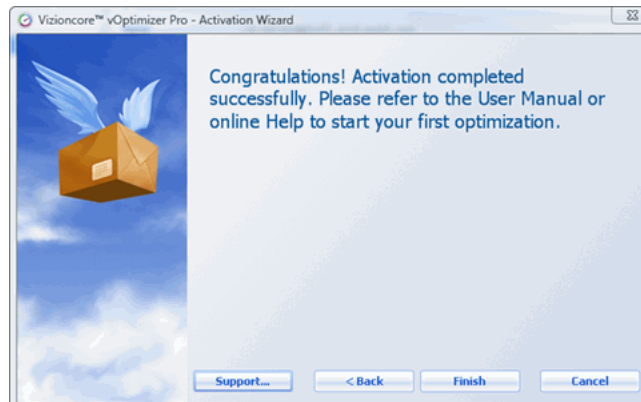 Vizioncore™ vOptimizer Pro - Activation Wizard
Congratulations! Activation completed
successfully. Please refer to the User Manual or
online Help to start your first optimization.
Support... < Back Finish Cancel